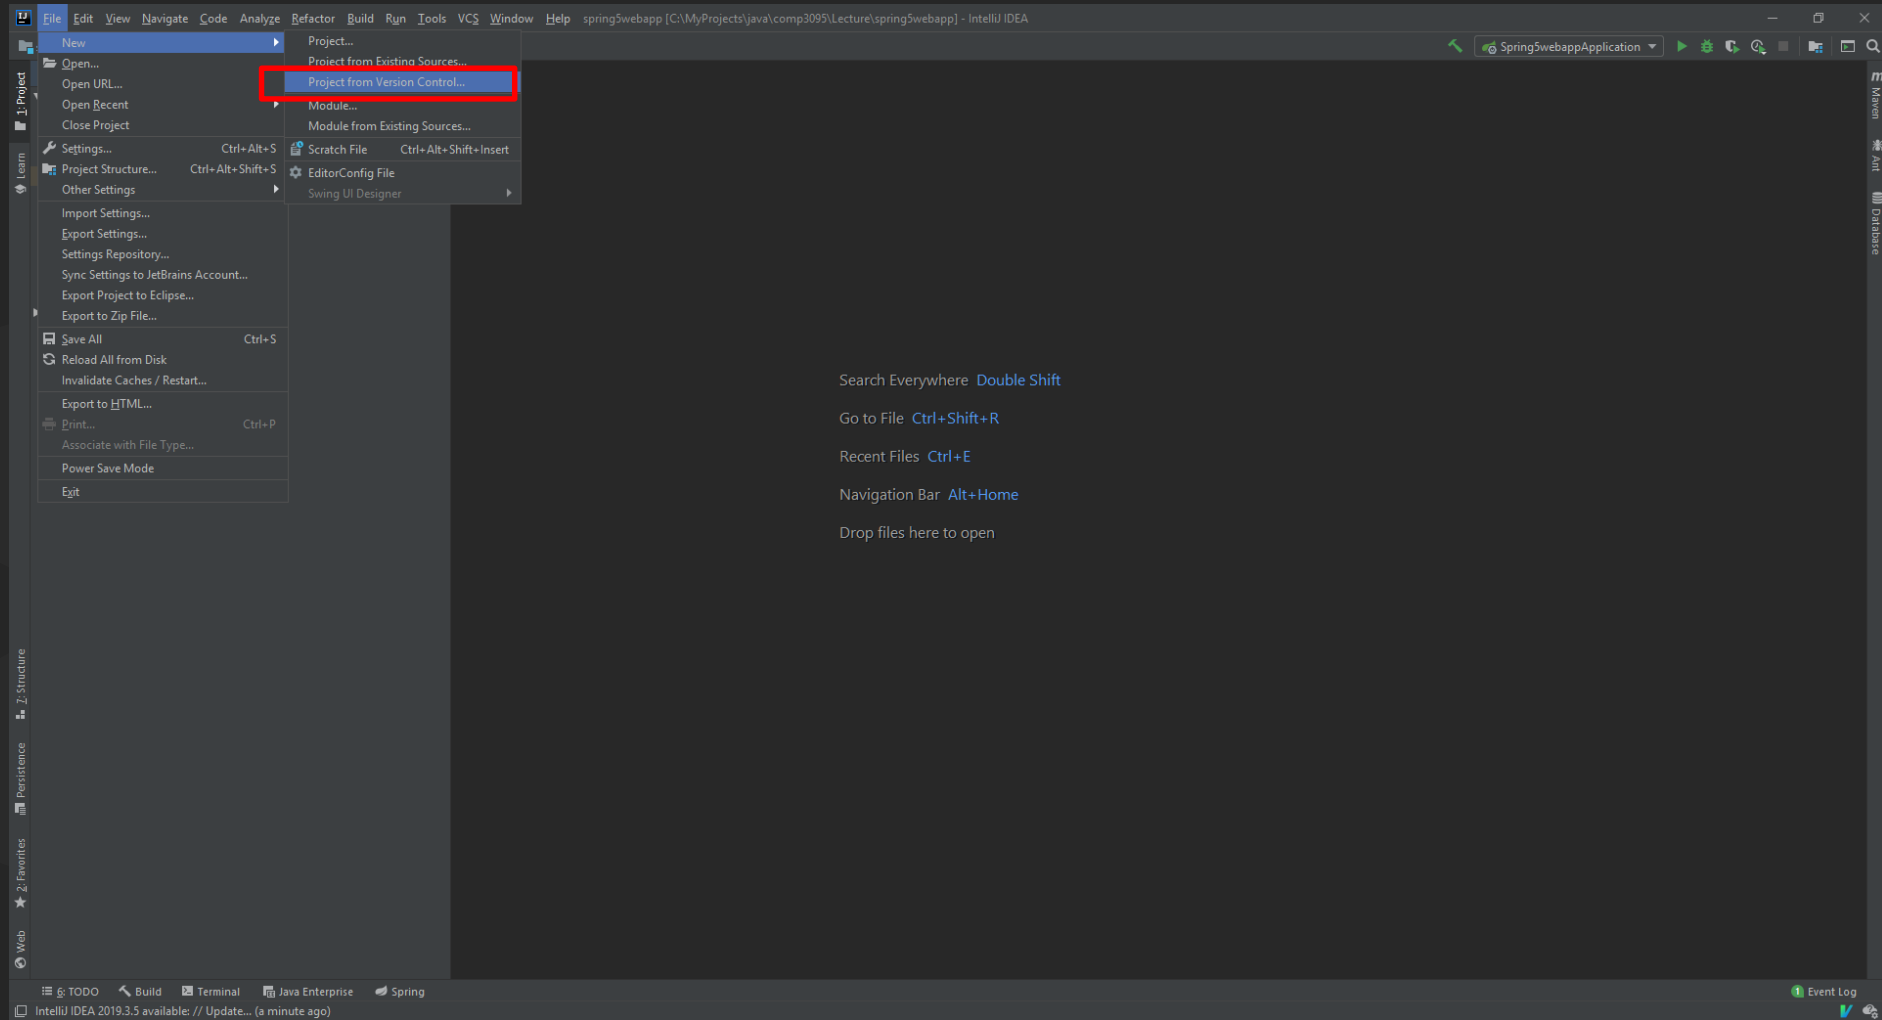 File Edit View Navigate Code Analyze Refactor Build Run Tools VCS Window Help spring5webapp [C:\MyProjects\java\comp3095\Lecture\spring5webapp] - IntelliJ IDEA
Spring5webappApplication
New
Open...
Open URL...
Open Recent
Close Project
Settings... Ctrl+Alt+S
Project Structure... Ctrl+Alt+Shift+S
Other Settings
Import Settings...
Export Settings...
Settings Repository...
Sync Settings to JetBrains Account...
Export Project to Eclipse...
Export to Zip File...
Save All Ctrl+S
Reload All from Disk
Invalidate Caches / Restart...
Export to HTML...
Print... Ctrl+P
Associate with File Type...
Power Save Mode
Exit
Project...
Project from Existing Sources...
Project from Version Control...
Module...
Module from Existing Sources...
Scratch File Ctrl+Alt+Shift+Insert
EditorConfig File
Swing UI Designer
Search Everywhere Double Shift
Go to File Ctrl+Shift+R
Recent Files Ctrl+E
Navigation Bar Alt+Home
Drop files here to open
1: Project
Learn
7: Structure
Persistence
2: Favorites
Web
m
Maven
Ant
Database
6: TODO Build Terminal Java Enterprise Spring
1 Event Log
IntelliJ IDEA 2019.3.5 available: // Update... (a minute ago)